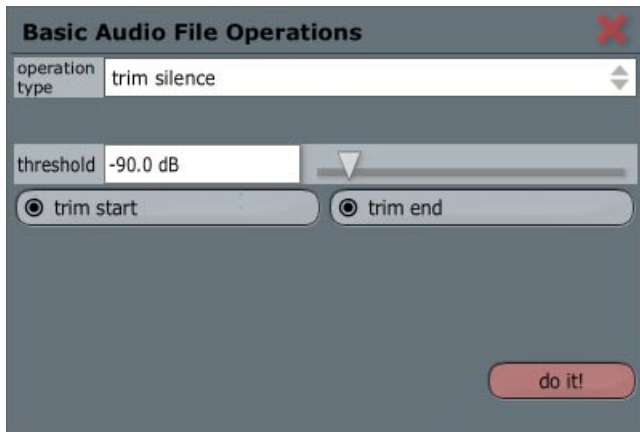 Basic Audio File Operations
operation
type
trim silence
threshold -90.0 dB
trim start trim end
do it!